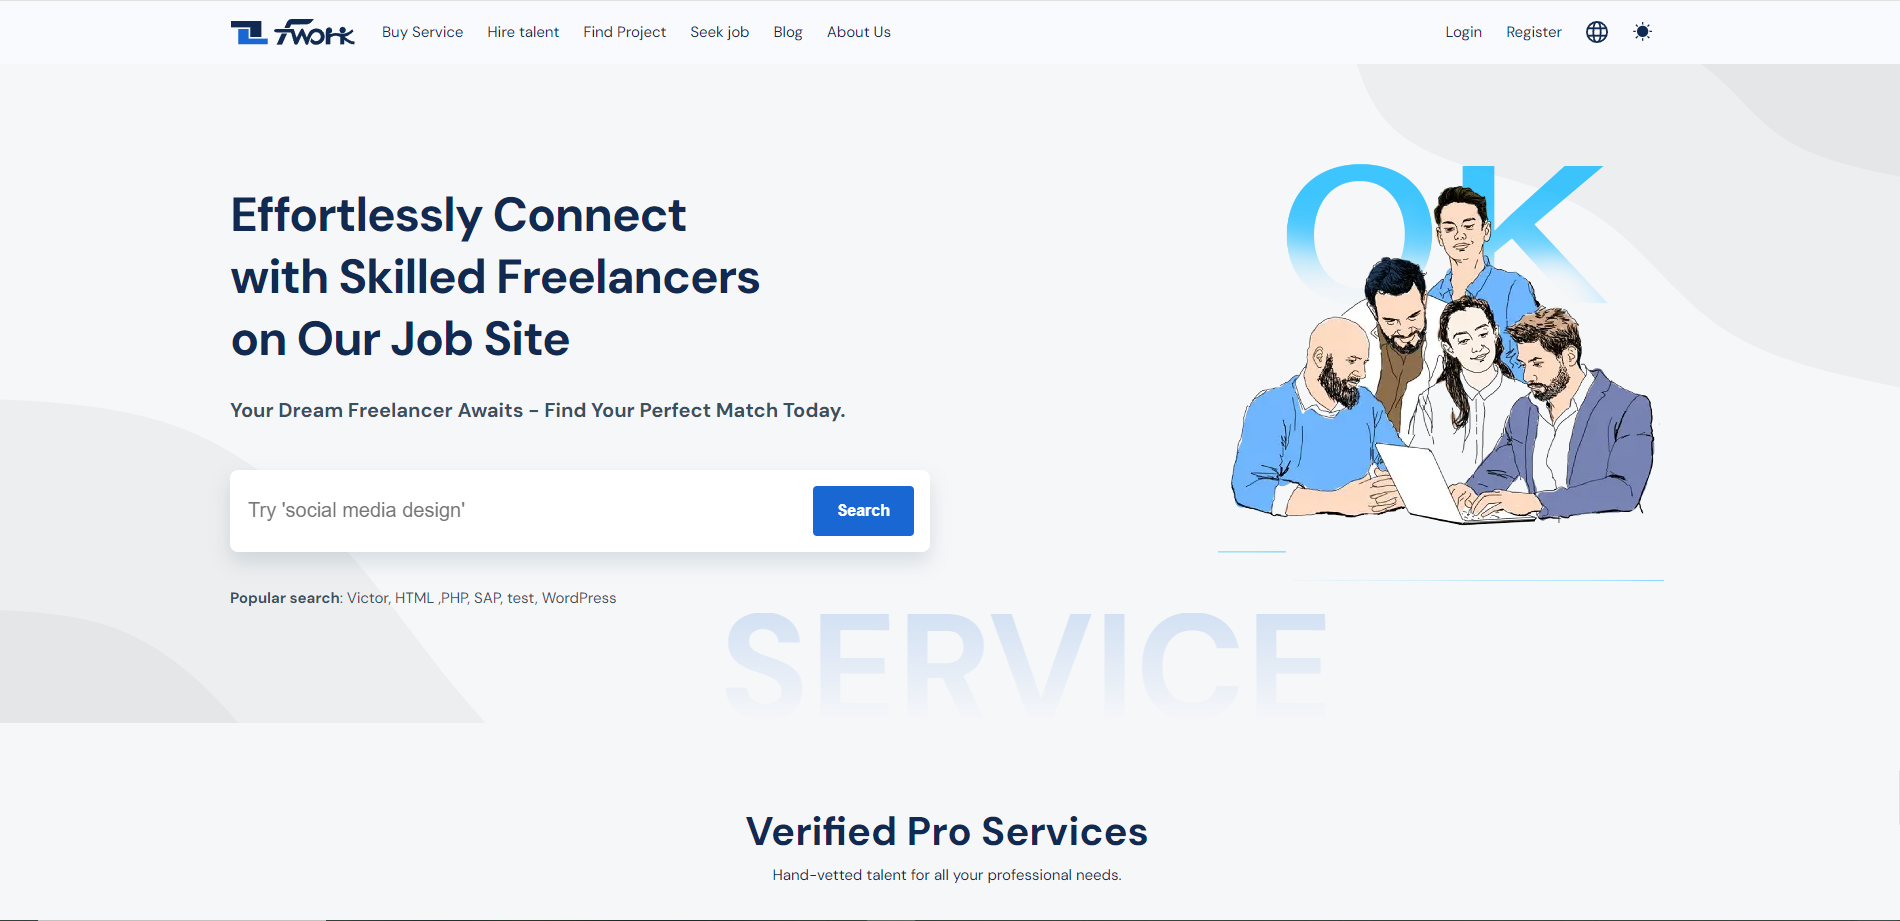 Twork
Buy Service
Hire talent
Find Project
Seek job
Blog
About Us
Login
Register
OK
Effortlessly Connect
with Skilled Freelancers
on Our Job Site
Your Dream Freelancer Awaits - Find Your Perfect Match Today.
Try 'social media design'
Search
Popular search: Victor, HTML ,PHP, SAP, test, WordPress
SERVICE
Verified Pro Services
Hand-vetted talent for all your professional needs.